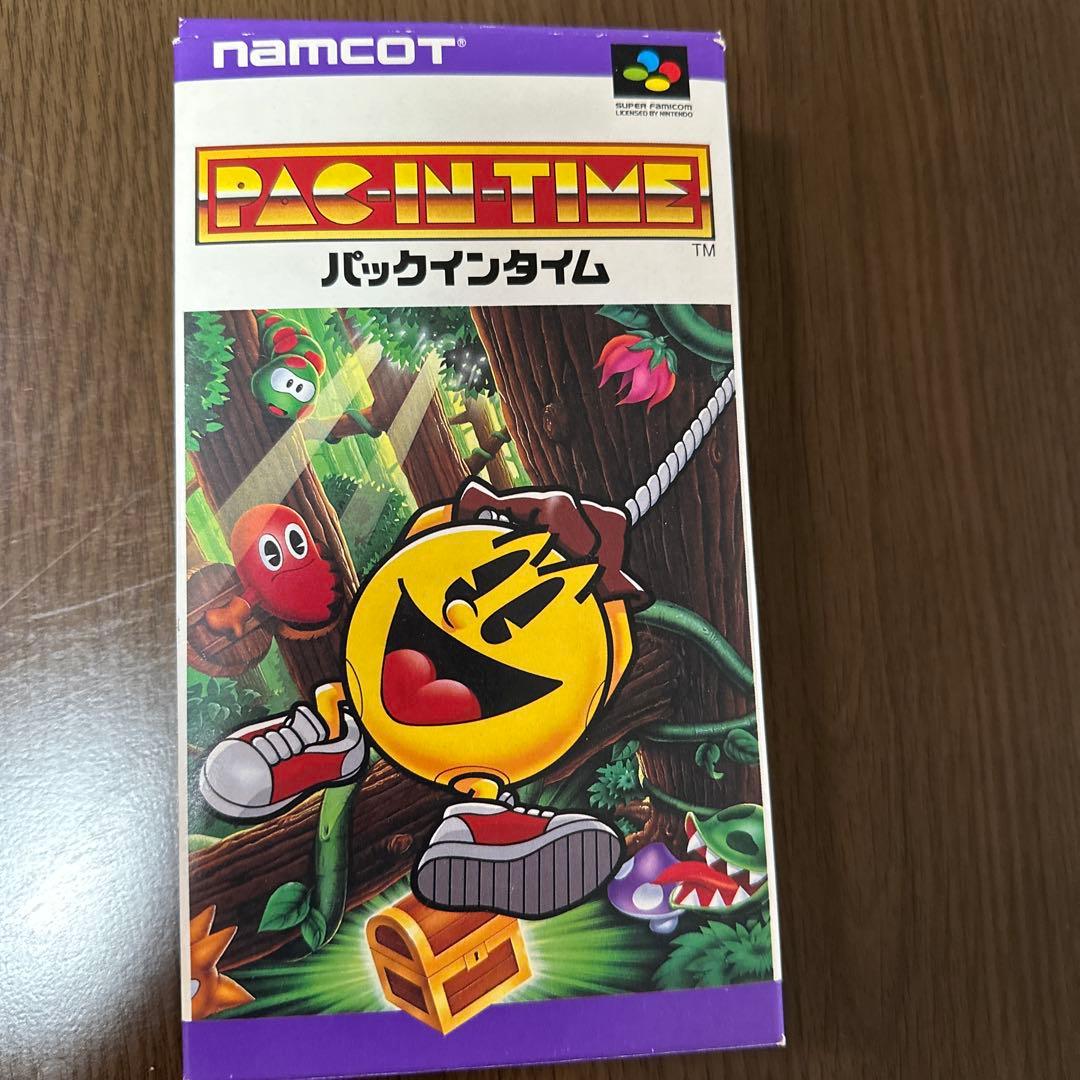 namcot®
SUPER FAMICOM
LICENSED BY NINTENDO
PAC-IN-TIME
TM
パックインタイム